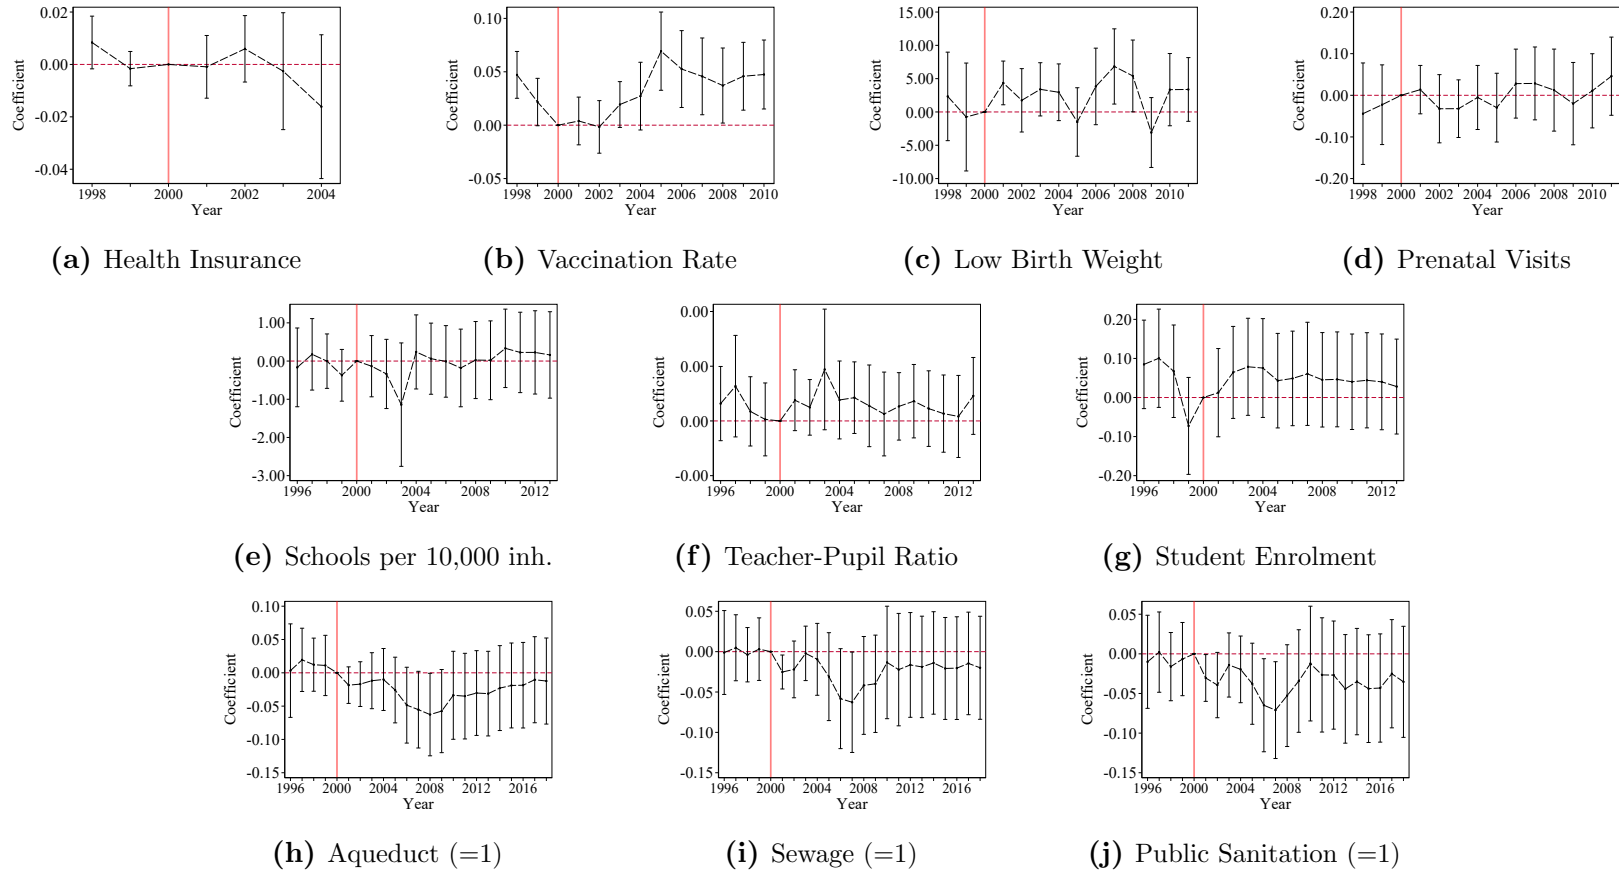 0.02
0.00
-0.02
-0.04
Coefficient
1998 2000 2002 2004
Year
(a) Health Insurance
0.10
0.05
0.00
-0.05
Coefficient
1998 2000 2002 2004 2006 2008 2010
Year
(b) Vaccination Rate
15.00
10.00
5.00
0.00
-5.00
-10.00
Coefficient
1998 2000 2002 2004 2006 2008 2010
Year
(c) Low Birth Weight
0.20
0.10
0.00
-0.10
-0.20
Coefficient
1998 2000 2002 2004 2006 2008 2010
Year
(d) Prenatal Visits
1.00
0.00
-1.00
-2.00
-3.00
Coefficient
1996 2000 2004 2008 2012
Year
(e) Schools per 10,000 inh.
0.00
0.00
0.00
-0.00
Coefficient
1996 2000 2004 2008 2012
Year
(f) Teacher-Pupil Ratio
0.20
0.10
0.00
-0.10
-0.20
Coefficient
1996 2000 2004 2008 2012
Year
(g) Student Enrolment
0.10
0.05
0.00
-0.05
-0.10
-0.15
Coefficient
1996 2000 2004 2008 2012 2016
Year
(h) Aqueduct (=1)
0.05
0.00
-0.05
-0.10
-0.15
Coefficient
1996 2000 2004 2008 2012 2016
Year
(i) Sewage (=1)
0.05
0.00
-0.05
-0.10
-0.15
Coefficient
1996 2000 2004 2008 2012 2016
Year
(j) Public Sanitation (=1)